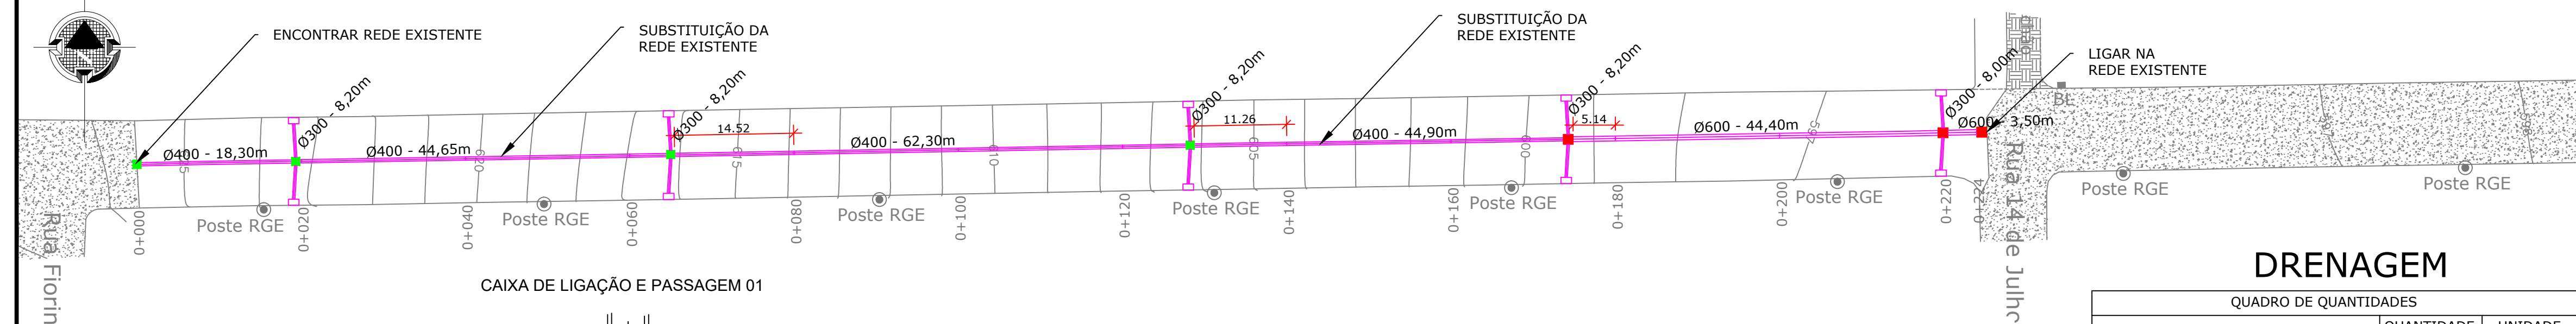 ENCONTRAR REDE EXISTENTE
SUBSTITUIÇÃO DA
REDE EXISTENTE
SUBSTITUIÇÃO DA
REDE EXISTENTE
LIGAR NA
REDE EXISTENTE
Ø300 - 8,20m
Ø300 - 8,20m
Ø300 - 8,20m
Ø300 - 8,20m
Ø300 - 8,00m
BL
14.52
11.26
5.14
Ø400 - 18,30m
Ø400 - 44,65m
Ø400 - 62,30m
Ø400 - 44,90m
Ø600 - 44,40m
Ø600 - 3,50m
620
615
610
605
600
597
Poste RGE
Poste RGE
Poste RGE
Poste RGE
Poste RGE
Poste RGE
Poste RGE
Poste RGE
0+000
0+020
0+040
0+060
0+080
0+100
0+120
0+140
0+160
0+180
0+200
0+220
0+224
Rua Fiorin
Rua 14 de Julho
CAIXA DE LIGAÇÃO E PASSAGEM 01
DRENAGEM
QUADRO DE QUANTIDADES
QUANTIDADE
UNIDADE